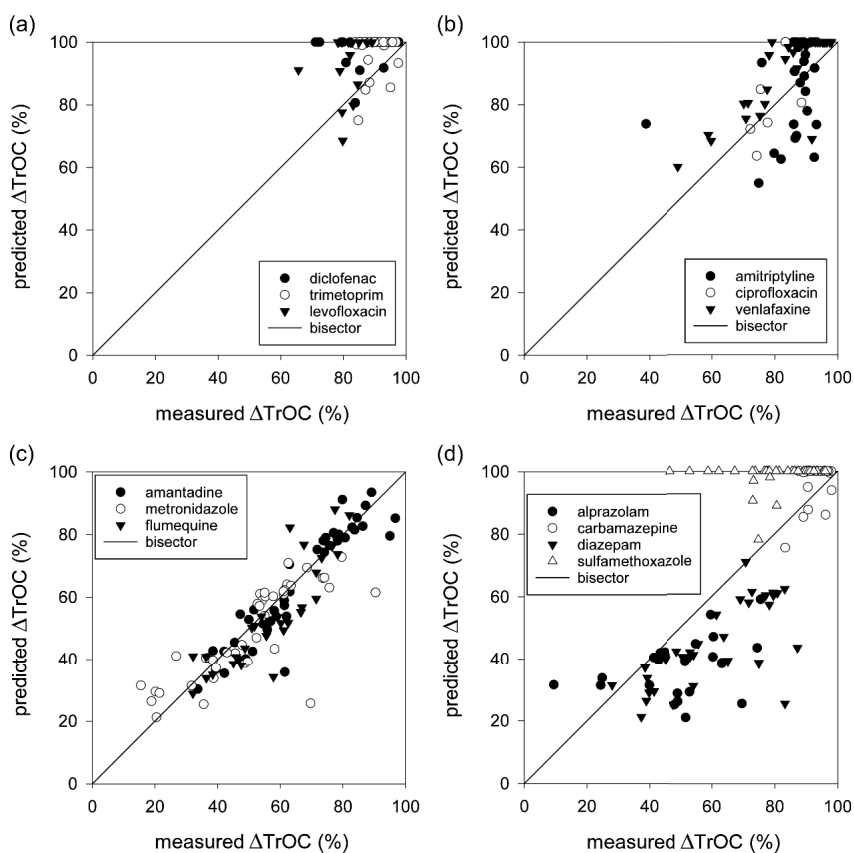 (a)
100
80
60
40
20
0
predicted ΔTrOC (%)
diclofenac
trimetoprim
levofloxacin
bisector
0 20 40 60 80 100
measured ΔTrOC (%)
(b)
100
80
60
40
20
0
predicted ΔTrOC (%)
amitriptyline
ciprofloxacin
venlafaxine
bisector
0 20 40 60 80 100
measured ΔTrOC (%)
(c)
100
80
60
40
20
0
predicted ΔTrOC (%)
amantadine
metronidazole
flumequine
bisector
0 20 40 60 80 100
measured ΔTrOC (%)
(d)
100
80
60
40
20
0
predicted ΔTrOC (%)
alprazolam
carbamazepine
diazepam
sulfamethoxazole
bisector
0 20 40 60 80 100
measured ΔTrOC (%)